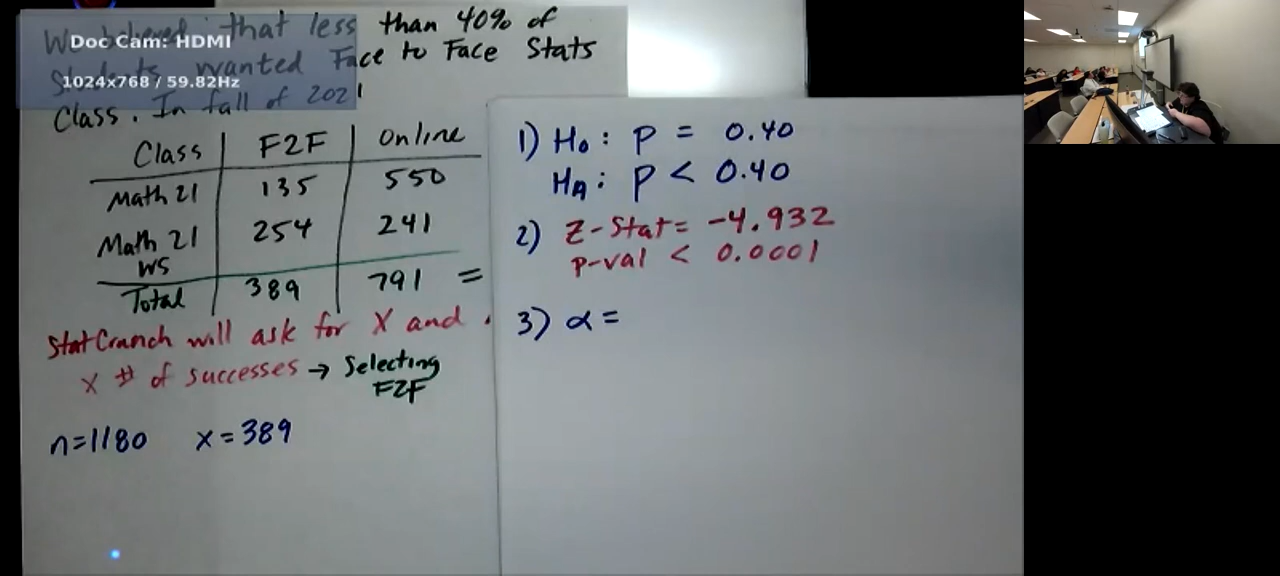 We believed that less than 40% of
Students wanted Face to Face Stats
Class. In fall of 2021
Doc Cam: HDMI
1024x768 / 59.82Hz
Class F2F Online
Math 21 135 550
Math 21 WS 254 241
Total 389 791 =
StatCrunch will ask for X and
x # of successes → Selecting
F2F
n=1180 x=389
1) H₀: p = 0.40
HA: p < 0.40
2) Z-Stat= -4.932
p-val < 0.0001
3) α =